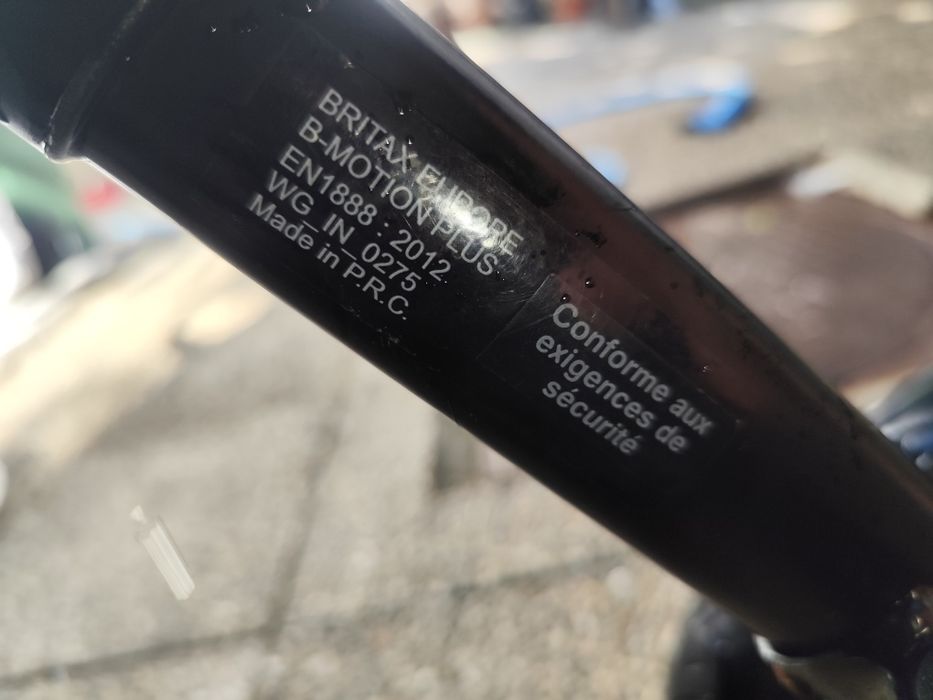 BRITAX EUROPE
B-MOTION PLUS
EN1888 : 2012
WG_IN_0275
Made in P.R.C.
Conforme aux
exigences de
sécurité